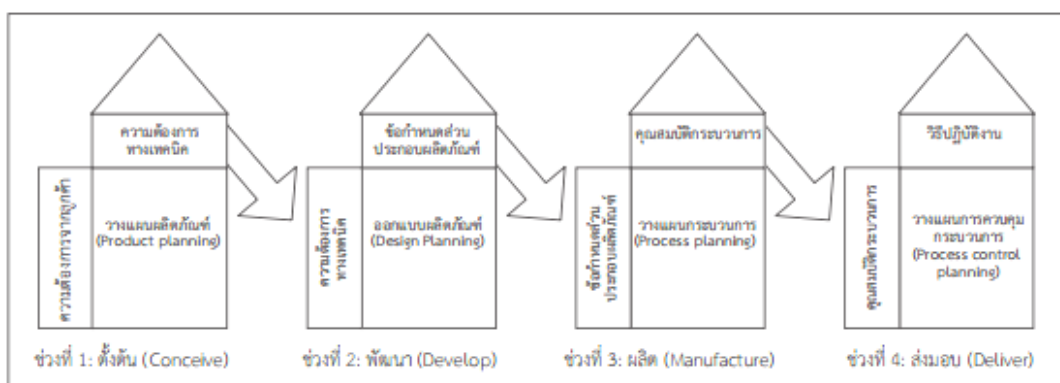 ความต้องการ
ทางเทคนิค
ความต้องการจากลูกค้า
วางแผนผลิตภัณฑ์
(Product planning)
ช่วงที่ 1: ตั้งต้น (Conceive)
ข้อกำหนดส่วน
ประกอบผลิตภัณฑ์
ความต้องการ
ทางเทคนิค
ออกแบบผลิตภัณฑ์
(Design Planning)
ช่วงที่ 2: พัฒนา (Develop)
คุณสมบัติกระบวนการ
ข้อกำหนดส่วน
ประกอบผลิตภัณฑ์
วางแผนกระบวนการ
(Process planning)
ช่วงที่ 3: ผลิต (Manufacture)
วิธีปฏิบัติงาน
คุณสมบัติกระบวนการ
วางแผนการควบคุม
กระบวนการ
(Process control
planning)
ช่วงที่ 4: ส่งมอบ (Deliver)